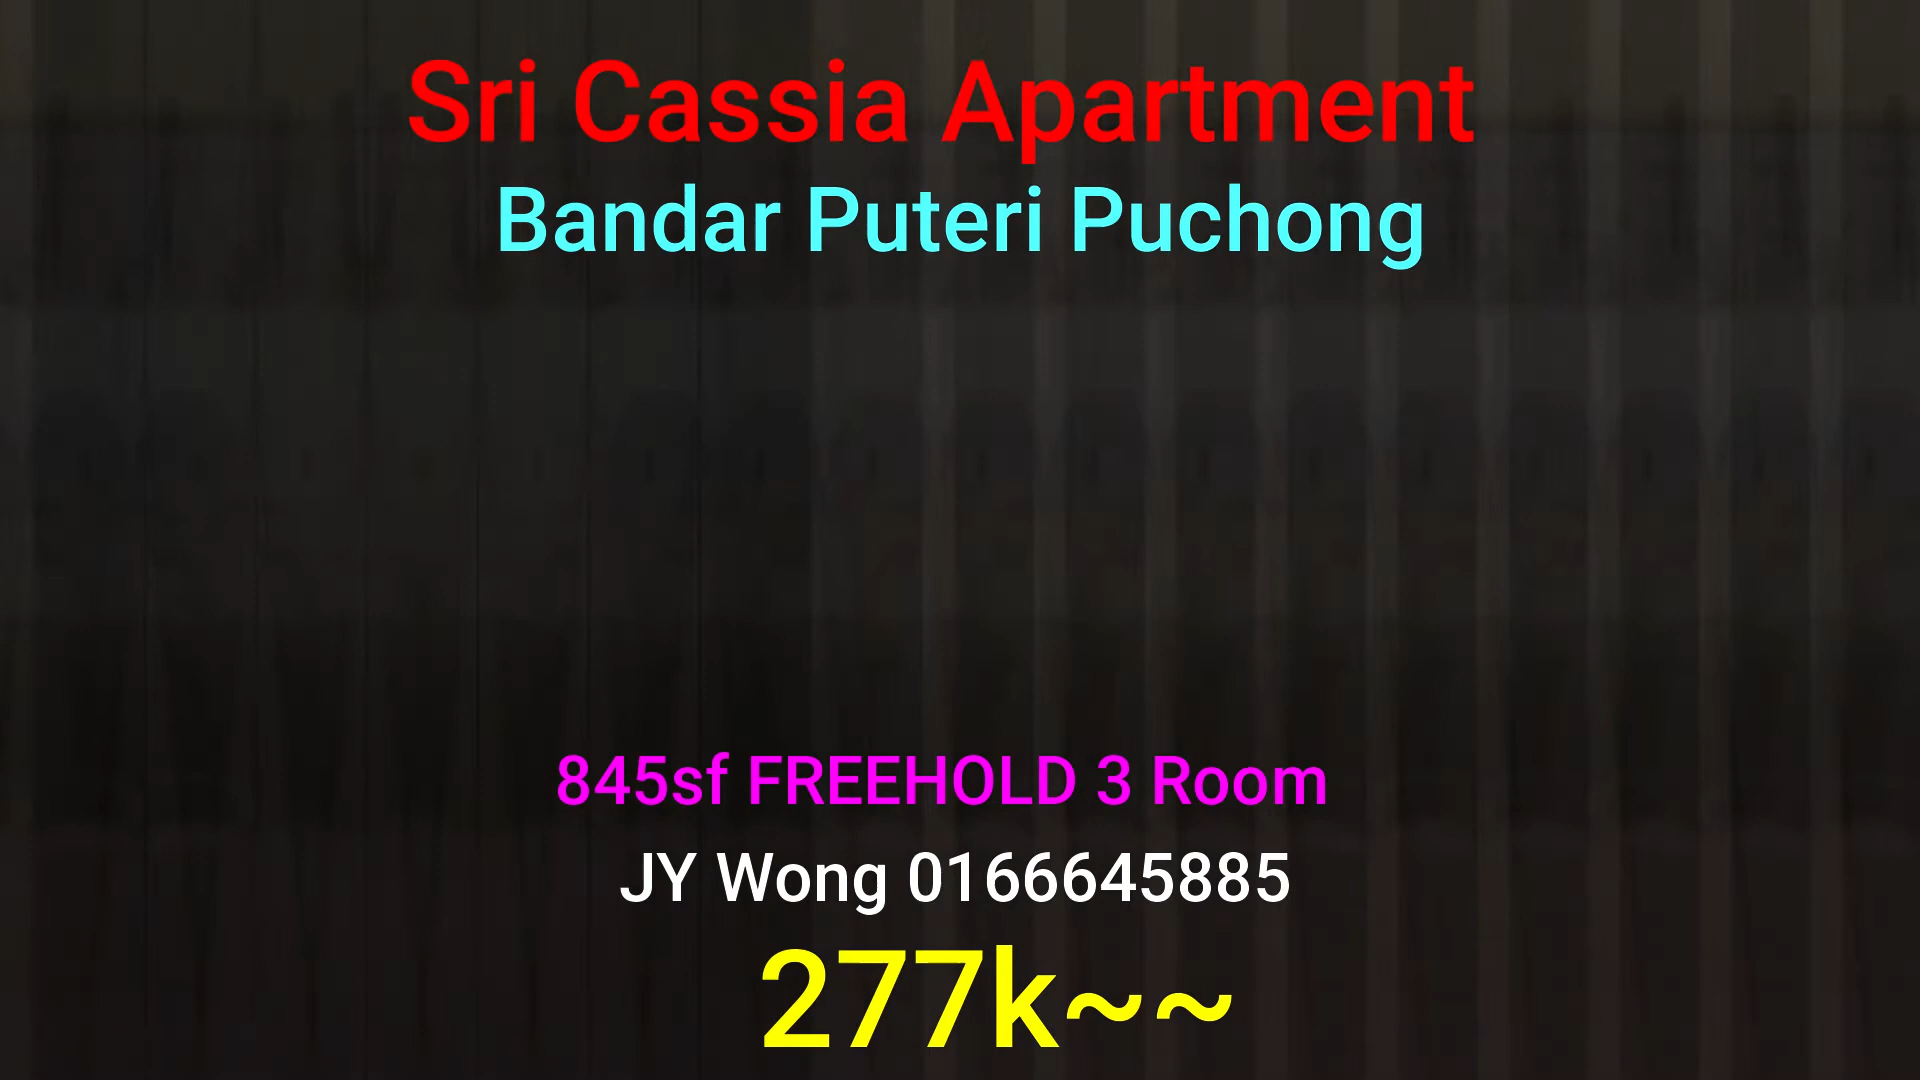 Sri Cassia Apartment
Bandar Puteri Puchong
845sf FREEHOLD 3 Room
JY Wong 0166645885
277k~~